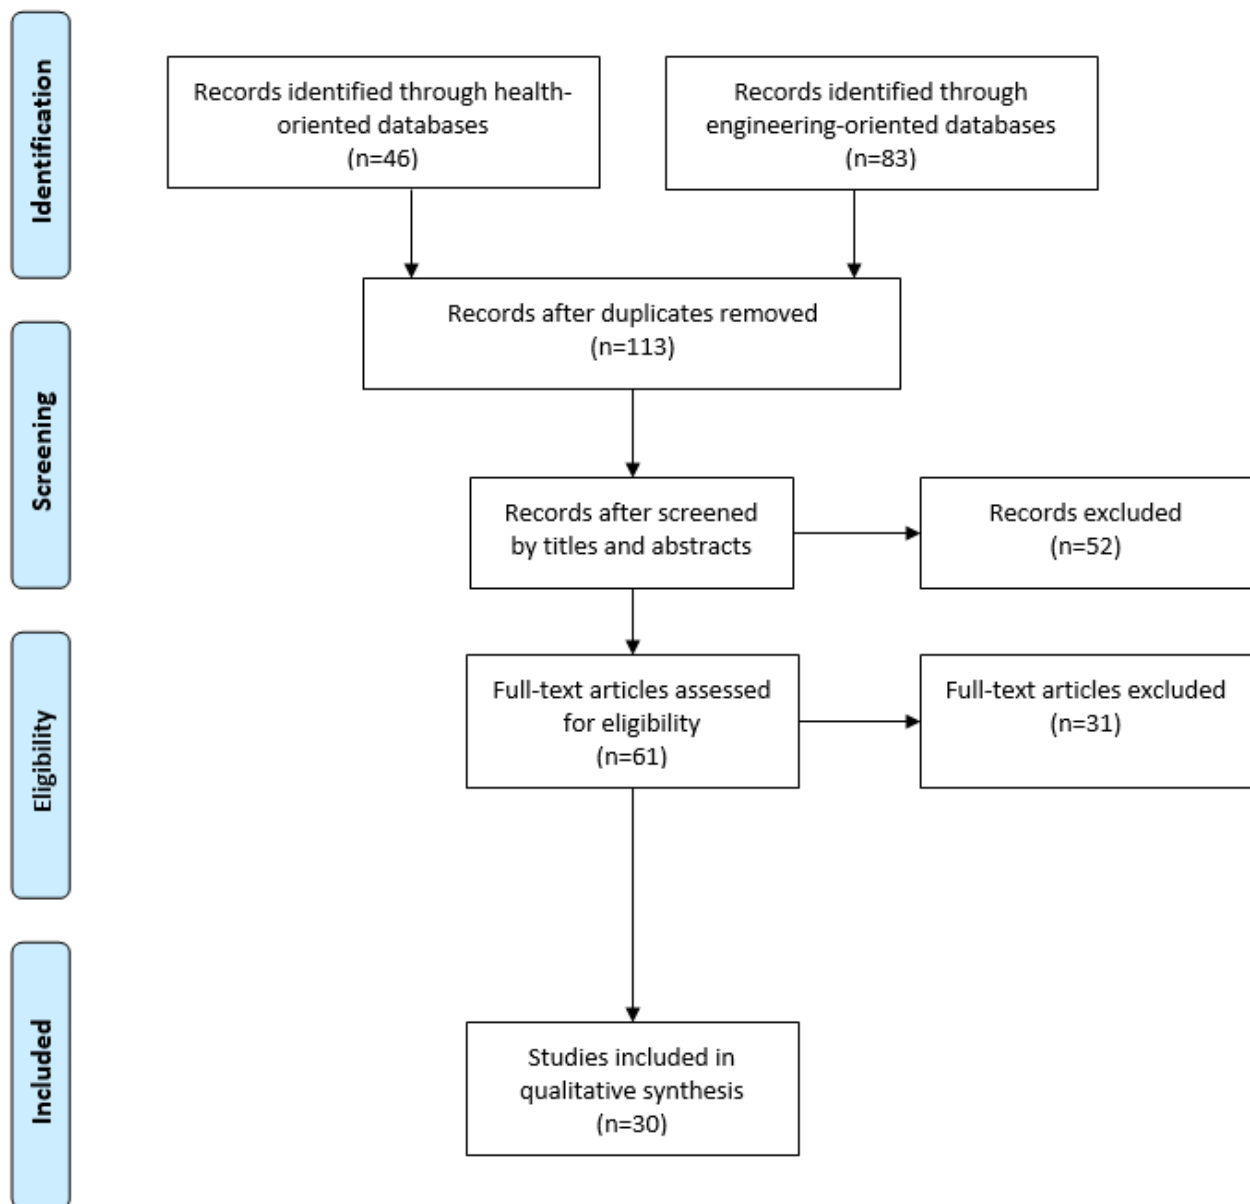 Identification
Records identified through health-
oriented databases
(n=46)
Records identified through
engineering-oriented databases
(n=83)
Records after duplicates removed
(n=113)
Screening
Records after screened
by titles and abstracts
Records excluded
(n=52)
Eligibility
Full-text articles assessed
for eligibility
(n=61)
Full-text articles excluded
(n=31)
Included
Studies included in
qualitative synthesis
(n=30)